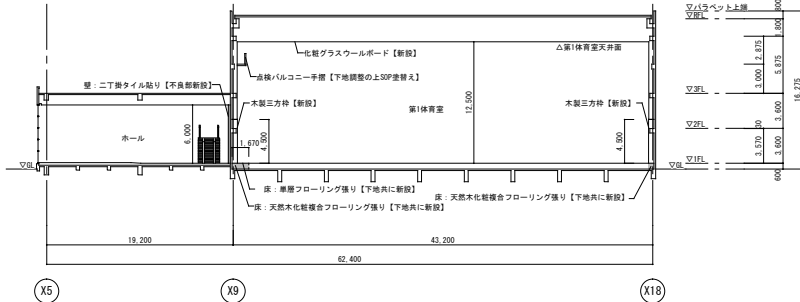 ▽パラペット上端
▽RFL
800
1,800
化粧グラスウールボード【新設】
△第1体育室天井面
2,875
5,875
点検バルコニー手摺【下地調整の上SOP塗替え】
3,000
16,275
壁：二丁掛タイル貼り【不良部新設】
▽3FL
木製三方枠【新設】
第1体育室
12,500
木製三方枠【新設】
3,600
ホール
6,000
▽2FL
30
1,670
4,500
4,500
3,570
3,600
▽GL
▽GL
▽1FL
600
床：単層フローリング張り【下地共に新設】
床：天然木化粧複合フローリング張り【下地共に新設】
床：天然木化粧複合フローリング張り【下地共に新設】
19,200
43,200
62,400
X5
X9
X18